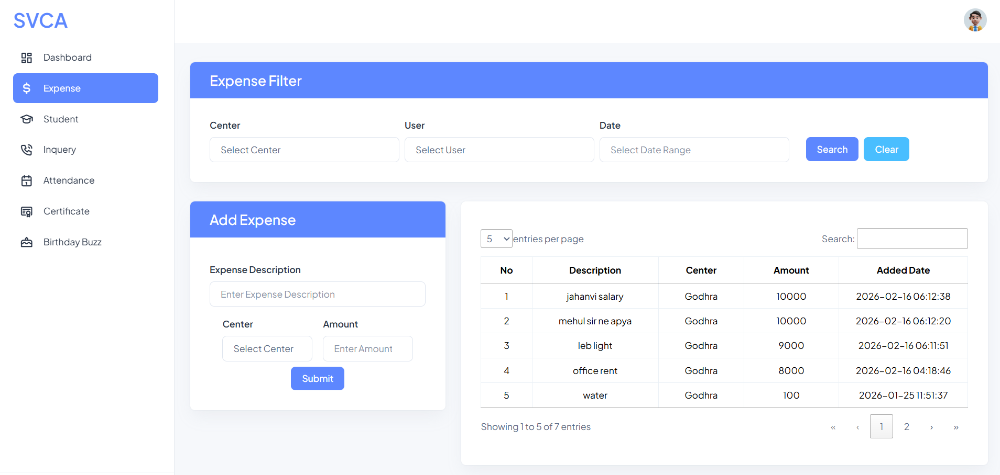 SVCA
Dashboard
Expense
Student
Inquery
Attendance
Certificate
Birthday Buzz
Expense Filter
Center User Date
Select Center Select User Select Date Range Search Clear
Add Expense
Expense Description
Enter Expense Description
Center Amount
Select Center Enter Amount
Submit
5 entries per page Search:
No Description Center Amount Added Date
1 jahanvi salary Godhra 10000 2026-02-16 06:12:38
2 mehul sir ne apya Godhra 10000 2026-02-16 06:12:20
3 leb light Godhra 9000 2026-02-16 06:11:51
4 office rent Godhra 8000 2026-02-16 04:18:46
5 water Godhra 100 2026-01-25 11:51:37
Showing 1 to 5 of 7 entries « ‹ 1 2 › »